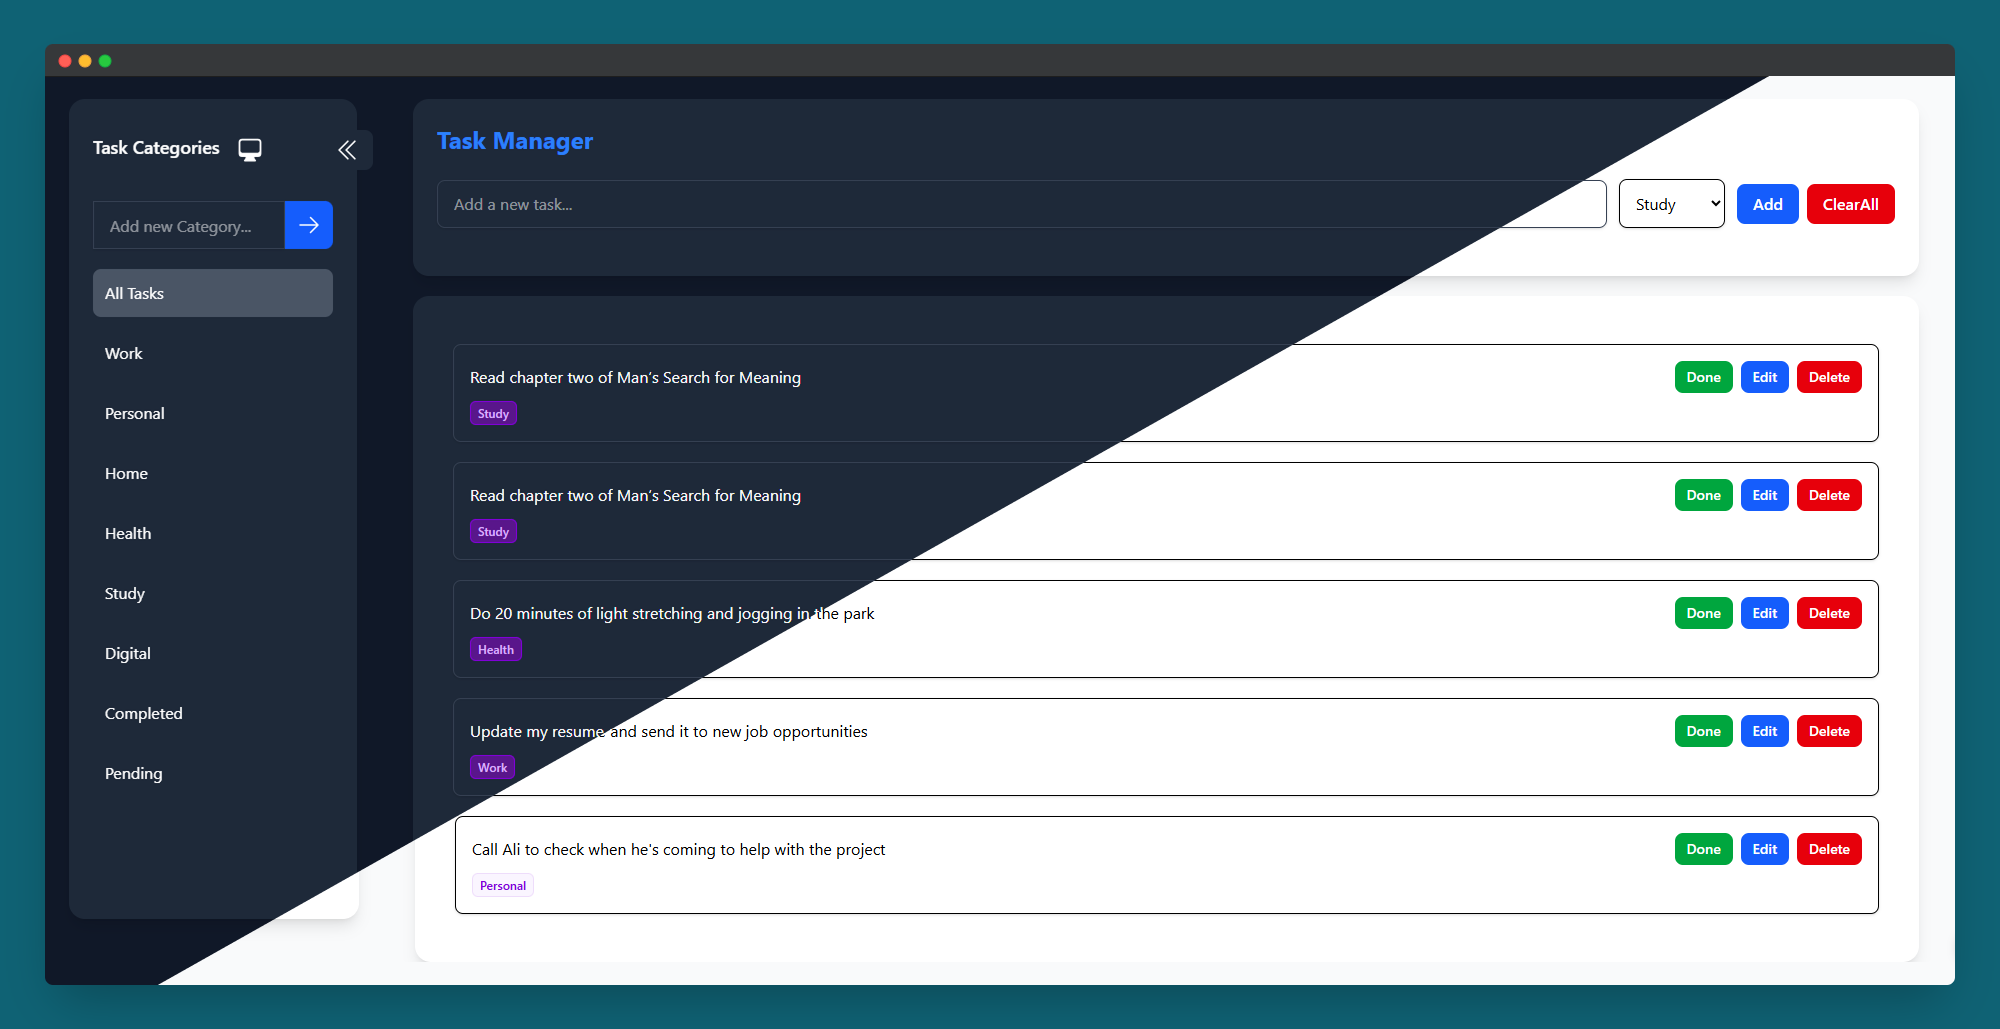 Task Categories
Add new Category...
All Tasks
Work
Personal
Home
Health
Study
Digital
Completed
Pending
Task Manager
Add a new task...
Study
Add
ClearAll
Read chapter two of Man’s Search for Meaning
Done
Edit
Delete
Study
Read chapter two of Man’s Search for Meaning
Done
Edit
Delete
Study
Do 20 minutes of light stretching and jogging in the park
Done
Edit
Delete
Health
Update my resume and send it to new job opportunities
Done
Edit
Delete
Work
Call Ali to check when he's coming to help with the project
Done
Edit
Delete
Personal